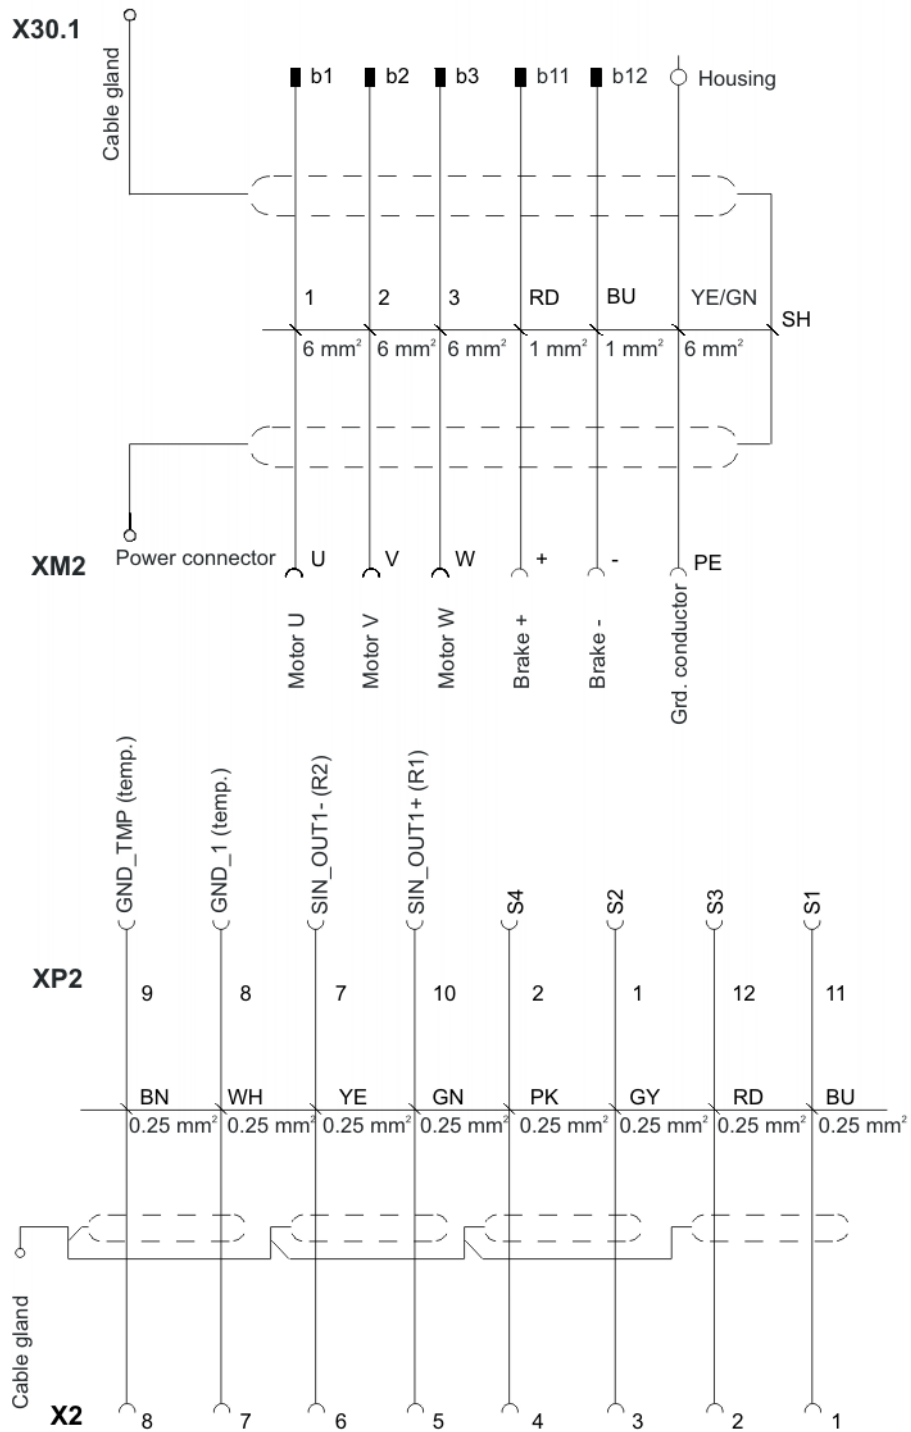 X30.1
Cable gland
b1 b2 b3 b11 b12 Housing
1 2 3 RD BU YE/GN SH
6 mm² 6 mm² 6 mm² 1 mm² 1 mm² 6 mm²
XM2 Power connector U V W + - PE
Motor U
Motor V
Motor W
Brake +
Brake -
Grd. conductor
GND_TMP (temp.)
GND_1 (temp.)
SIN_OUT1- (R2)
SIN_OUT1+ (R1)
S4
S2
S3
S1
XP2
9 8 7 10 2 1 12 11
BN WH YE GN PK GY RD BU
0.25 mm² 0.25 mm² 0.25 mm² 0.25 mm² 0.25 mm² 0.25 mm² 0.25 mm² 0.25 mm²
Cable gland
X2 8 7 6 5 4 3 2 1